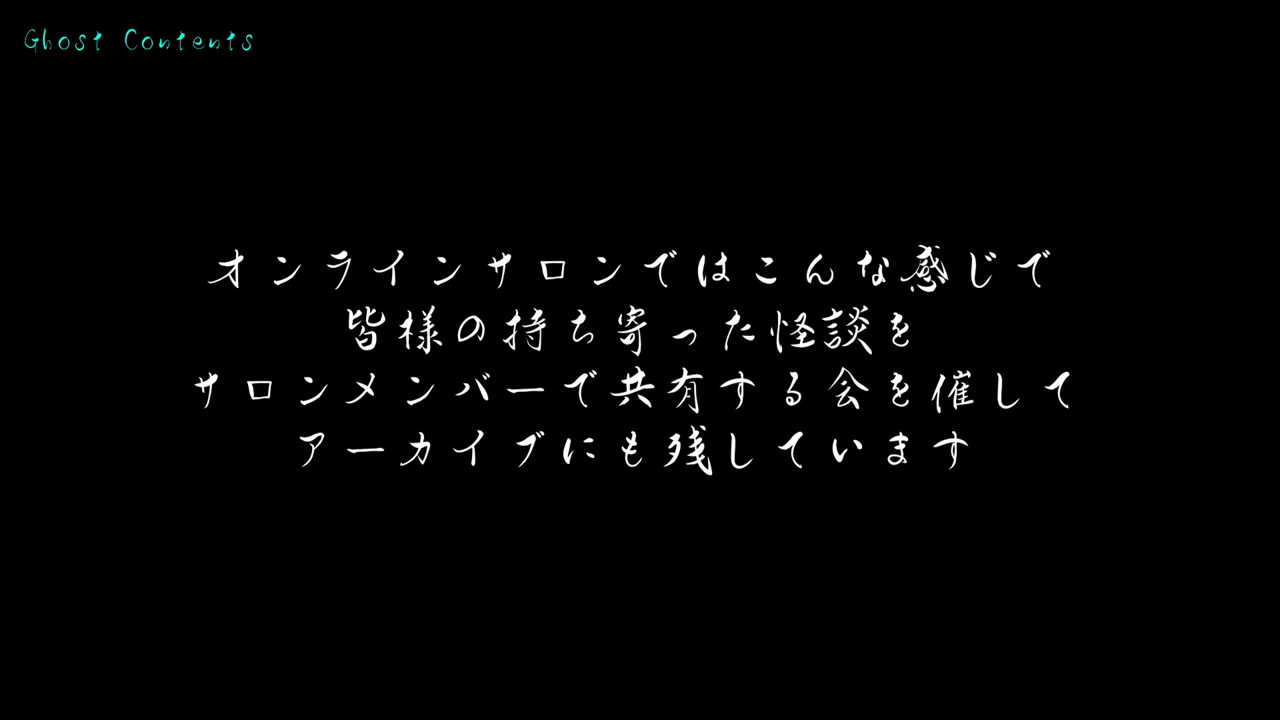 Ghost Contents
オンラインサロンではこんな感じで
皆様の持ち寄った怪談を
サロンメンバーで共有する会を催して
アーカイブにも残しています